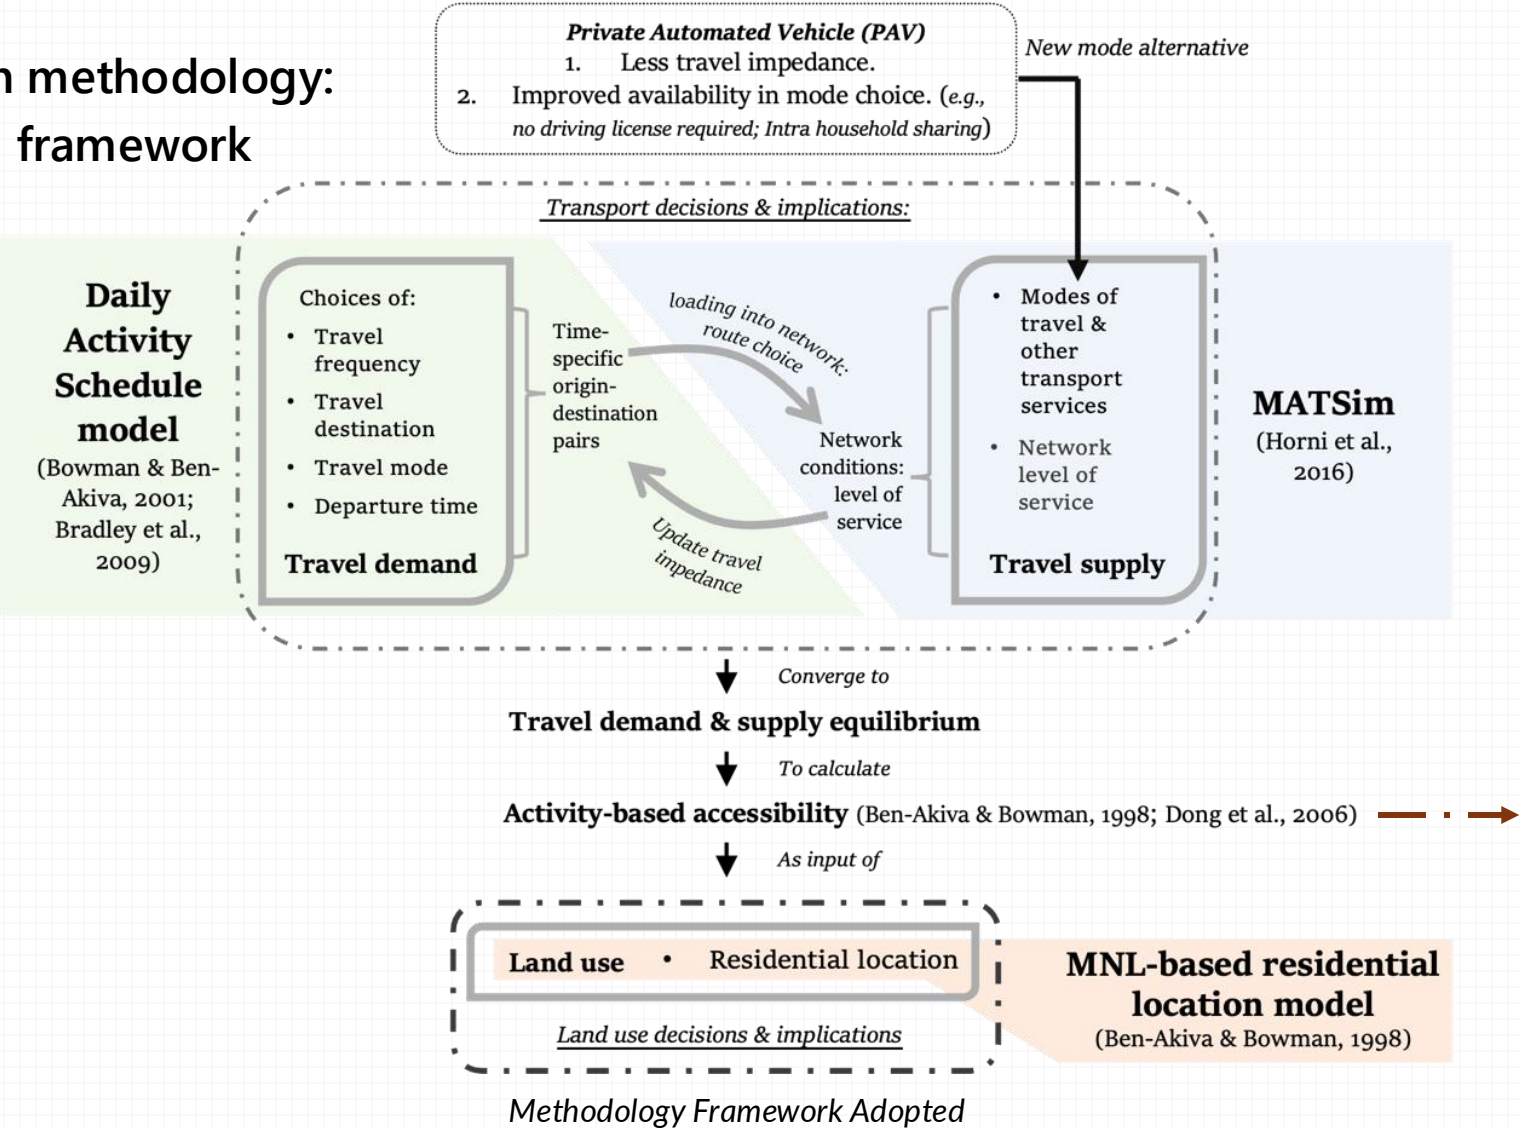 n methodology:
framework
Private Automated Vehicle (PAV)
1. Less travel impedance.
2. Improved availability in mode choice. (e.g.,
no driving license required; Intra household sharing)
New mode alternative
Transport decisions & implications:
Daily
Activity
Schedule
model
(Bowman & Ben-
Akiva, 2001;
Bradley et al.,
2009)
Choices of:
• Travel
frequency
• Travel
destination
• Travel mode
• Departure time
Travel demand
Time-
specific
origin-
destination
pairs
loading into network:
route choice
Update travel
impedance
Network
conditions:
level of
service
• Modes of
travel &
other
transport
services
• Network
level of
service
Travel supply
MATSim
(Horni et al.,
2016)
Converge to
Travel demand & supply equilibrium
To calculate
Activity-based accessibility (Ben-Akiva & Bowman, 1998; Dong et al., 2006)
As input of
Land use • Residential location
Land use decisions & implications
MNL-based residential
location model
(Ben-Akiva & Bowman, 1998)
Methodology Framework Adopted